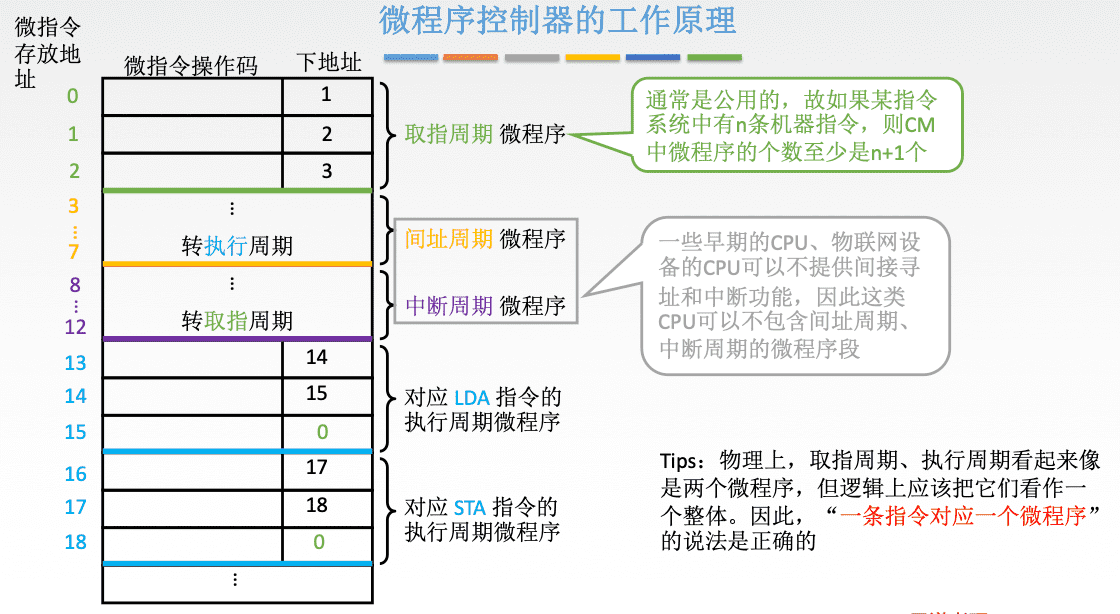 微程序控制器的工作原理
微指令
存放地
址
微指令操作码 下地址
0 1
1 2
2 3
取指周期 微程序
通常是公用的，故如果某指令
系统中有n条机器指令，则CM
中微程序的个数至少是n+1个
3
⋮
7
⋮
转执行周期
间址周期 微程序
8
⋮
12
⋮
转取指周期
中断周期 微程序
一些早期的CPU、物联网设
备的CPU可以不提供间接寻
址和中断功能，因此这类
CPU可以不包含间址周期、
中断周期的微程序段
13 14
14 15
15 0
对应 LDA 指令的
执行周期微程序
16 17
17 18
18 0
对应 STA 指令的
执行周期微程序
⋮
Tips：物理上，取指周期、执行周期看起来像
是两个微程序，但逻辑上应该把它们看作一
个整体。因此，“一条指令对应一个微程序”
的说法是正确的